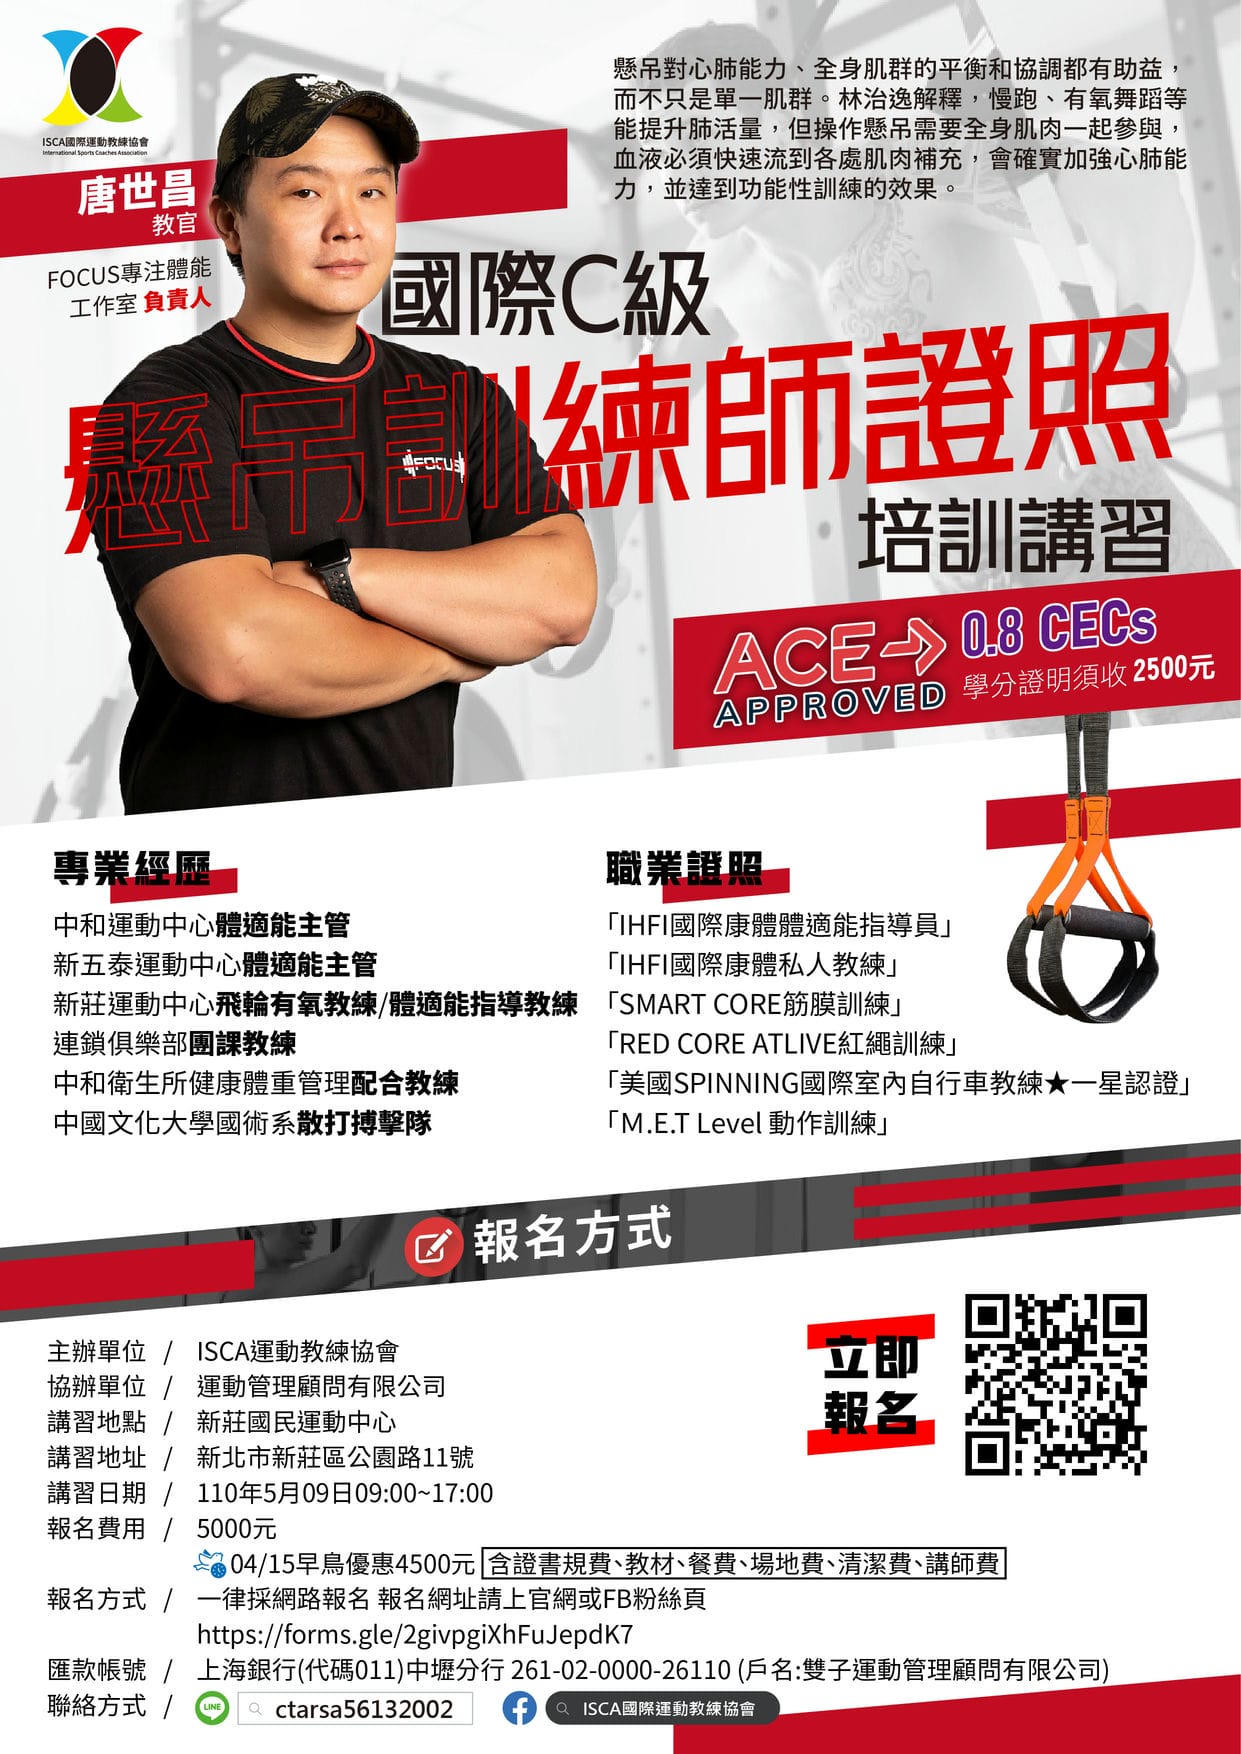 ISCA國際運動教練協會
International Sports Coaches Association
懸吊對心肺能力、全身肌群的平衡和協調都有助益，
而不只是單一肌群。林治逸解釋，慢跑、有氧舞蹈等
能提升肺活量，但操作懸吊需要全身肌肉一起參與，
血液必須快速流到各處肌肉補充，會確實加強心肺能
力，並達到功能性訓練的效果。
唐世昌
教官
FOCUS專注體能
工作室 負責人
國際C級
懸吊訓練師證照
FOCUS
培訓講習
ACE
APPROVED
0.8 CECs
學分證明須收 2500元
專業經歷
中和運動中心體適能主管
新五泰運動中心體適能主管
新莊運動中心飛輪有氧教練/體適能指導教練
連鎖俱樂部團課教練
中和衛生所健康體重管理配合教練
中國文化大學國術系散打搏擊隊
職業證照
「IHFI國際康體體適能指導員」
「IHFI國際康體私人教練」
「SMART CORE筋膜訓練」
「RED CORE ATLIVE紅繩訓練」
「美國SPINNING國際室內自行車教練★一星認證」
「M.E.T Level 動作訓練」
報名方式
立即
報名
主辦單位 / ISCA運動教練協會
協辦單位 / 運動管理顧問有限公司
講習地點 / 新莊國民運動中心
講習地址 / 新北市新莊區公園路11號
講習日期 / 110年5月09日09:00~17:00
報名費用 / 5000元
04/15早鳥優惠4500元 含證書規費、教材、餐費、場地費、清潔費、講師費
報名方式 / 一律採網路報名 報名網址請上官網或FB粉絲頁
https://forms.gle/2givpgiXhFuJepdK7
匯款帳號 / 上海銀行(代碼011)中壢分行 261-02-0000-26110 (戶名:雙子運動管理顧問有限公司)
聯絡方式 / LINE ctarsa56132002 ISCA國際運動教練協會